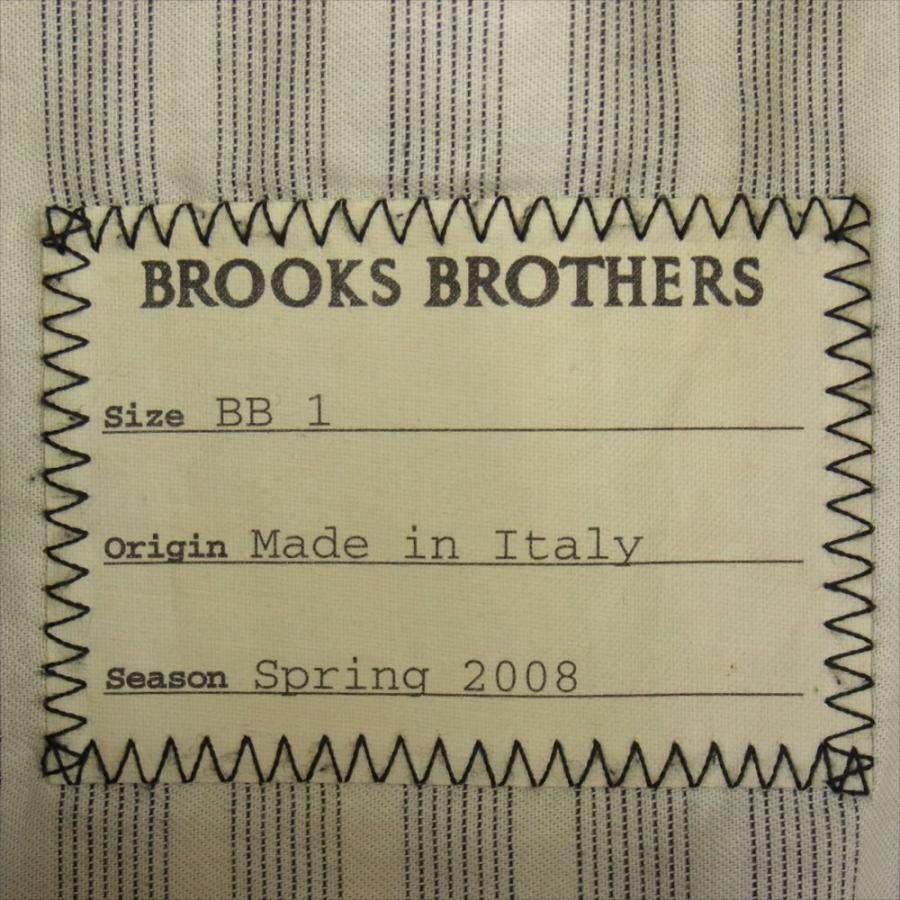 BROOKS BROTHERS
Size BB 1
Origin Made in Italy
Season Spring 2008